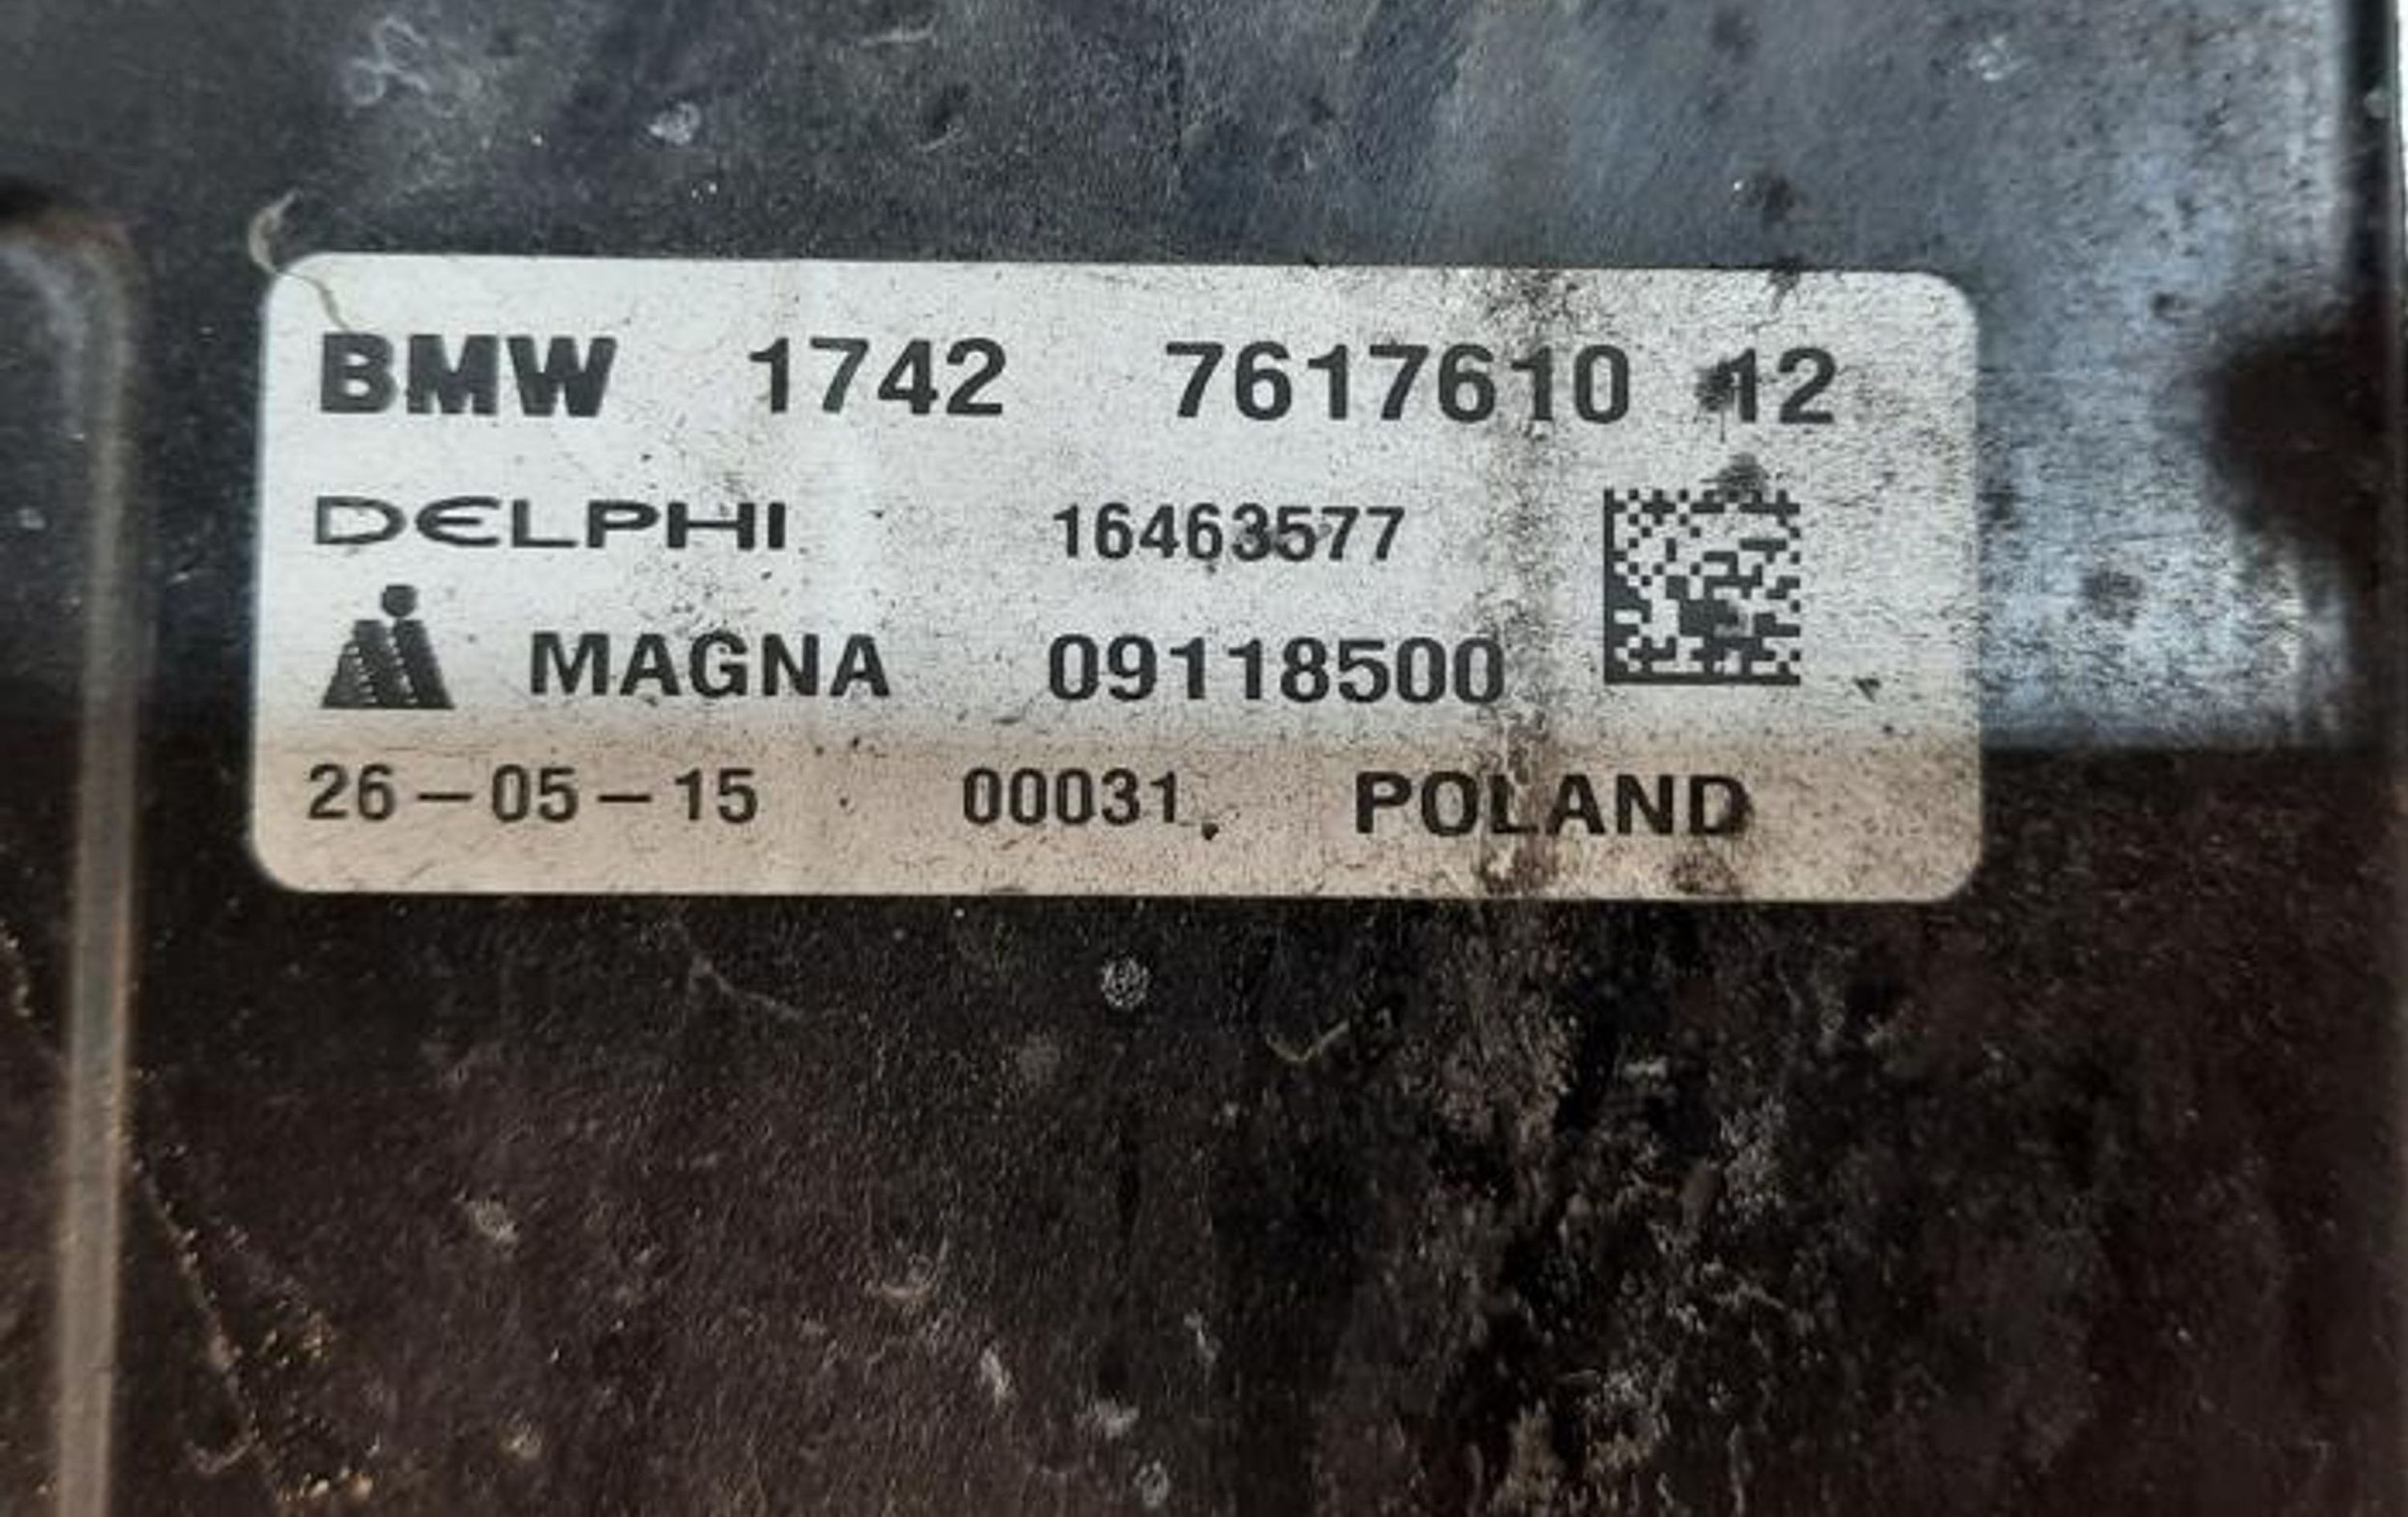 BMW 1742 7617610 12
DELPHI 16463577
MAGNA 09118500
26-05-15 00031 POLAND